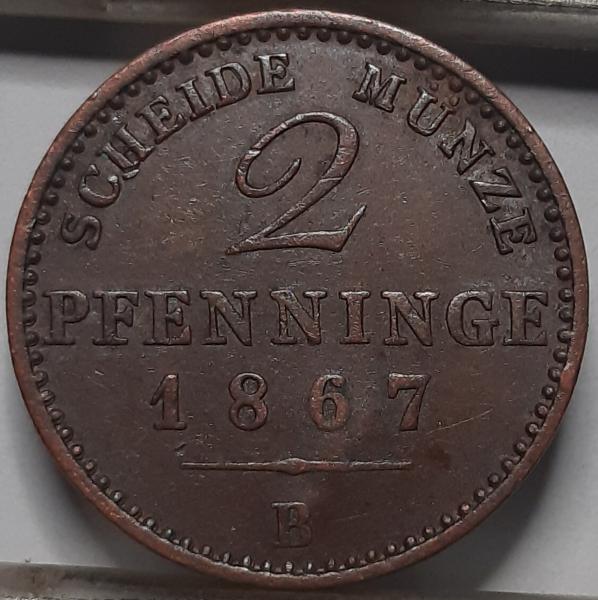 SCHEIDE MÜNZE
2
PFENNINGE
1867
B